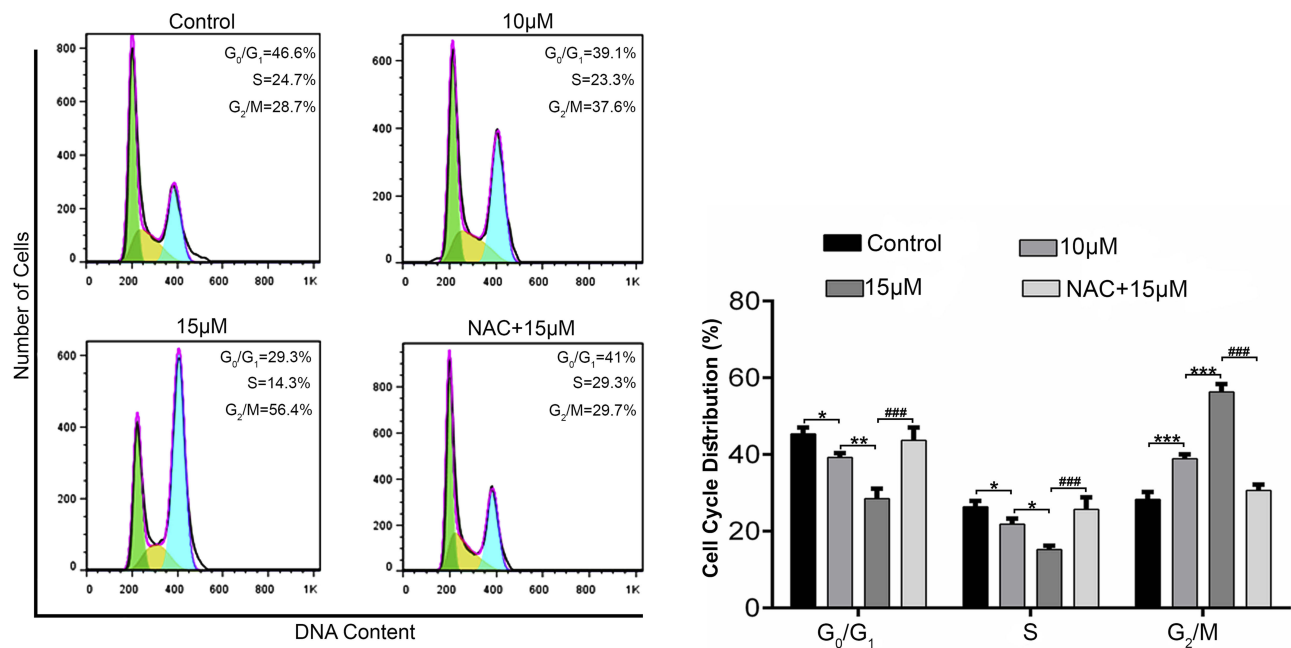 Control
G₀/G₁=46.6%
S=24.7%
G₂/M=28.7%
800
600
400
200
0
0 200 400 600 800 1K
10µM
G₀/G₁=39.1%
S=23.3%
G₂/M=37.6%
600
400
200
0
0 200 400 600 800 1K
15µM
G₀/G₁=29.3%
S=14.3%
G₂/M=56.4%
600
400
200
0
0 200 400 600 800 1K
NAC+15µM
G₀/G₁=41%
S=29.3%
G₂/M=29.7%
800
600
400
200
0
0 200 400 600 800 1K
Number of Cells
DNA Content
Control
10µM
15µM
NAC+15µM
Cell Cycle Distribution (%)
80
60
40
20
0
* ** ###
* * ###
*** *** ###
G₀/G₁ S G₂/M